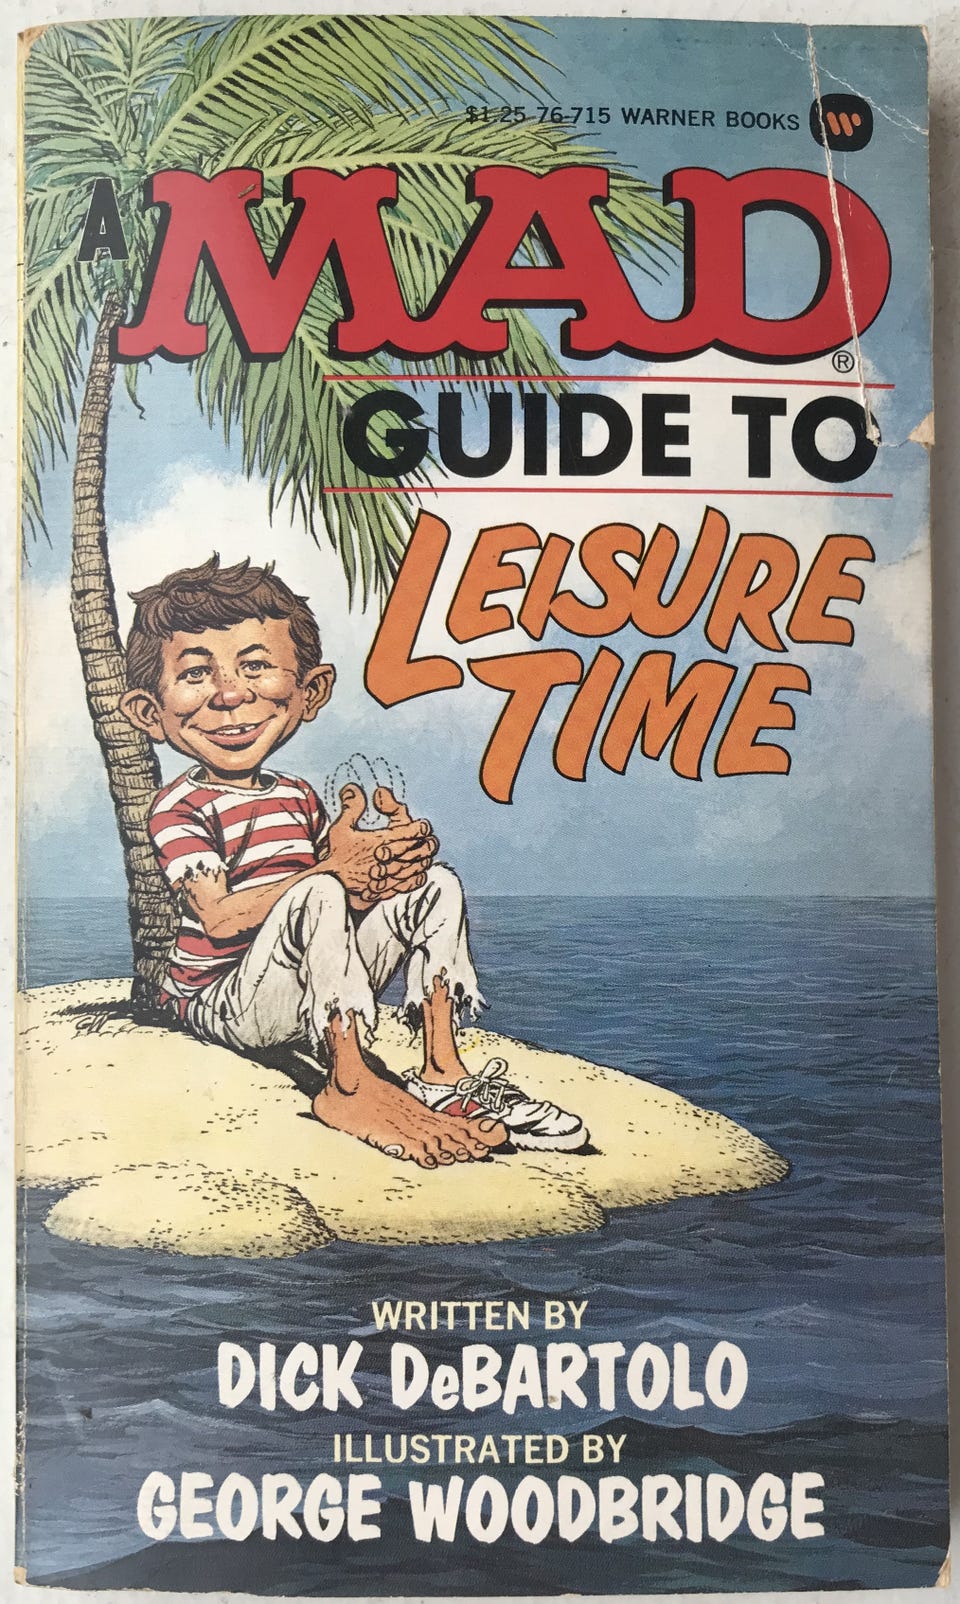 $1.25 76-715 WARNER BOOKS
A MAD®
GUIDE TO
LEISURE
TIME
WRITTEN BY
DICK DeBARTOLO
ILLUSTRATED BY
GEORGE WOODBRIDGE